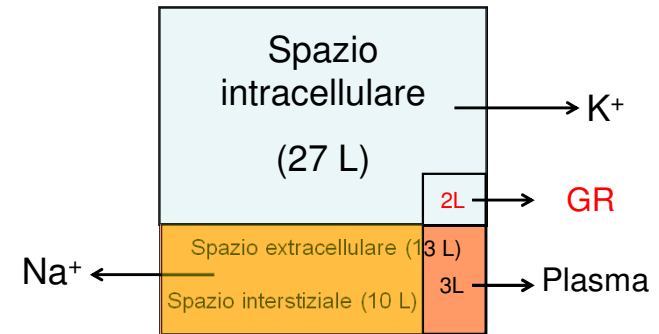 Spazio
intracellulare
(27 L)
K⁺
2L
GR
Spazio extracellulare (13 L)
Na⁺
3L
Plasma
Spazio interstiziale (10 L)